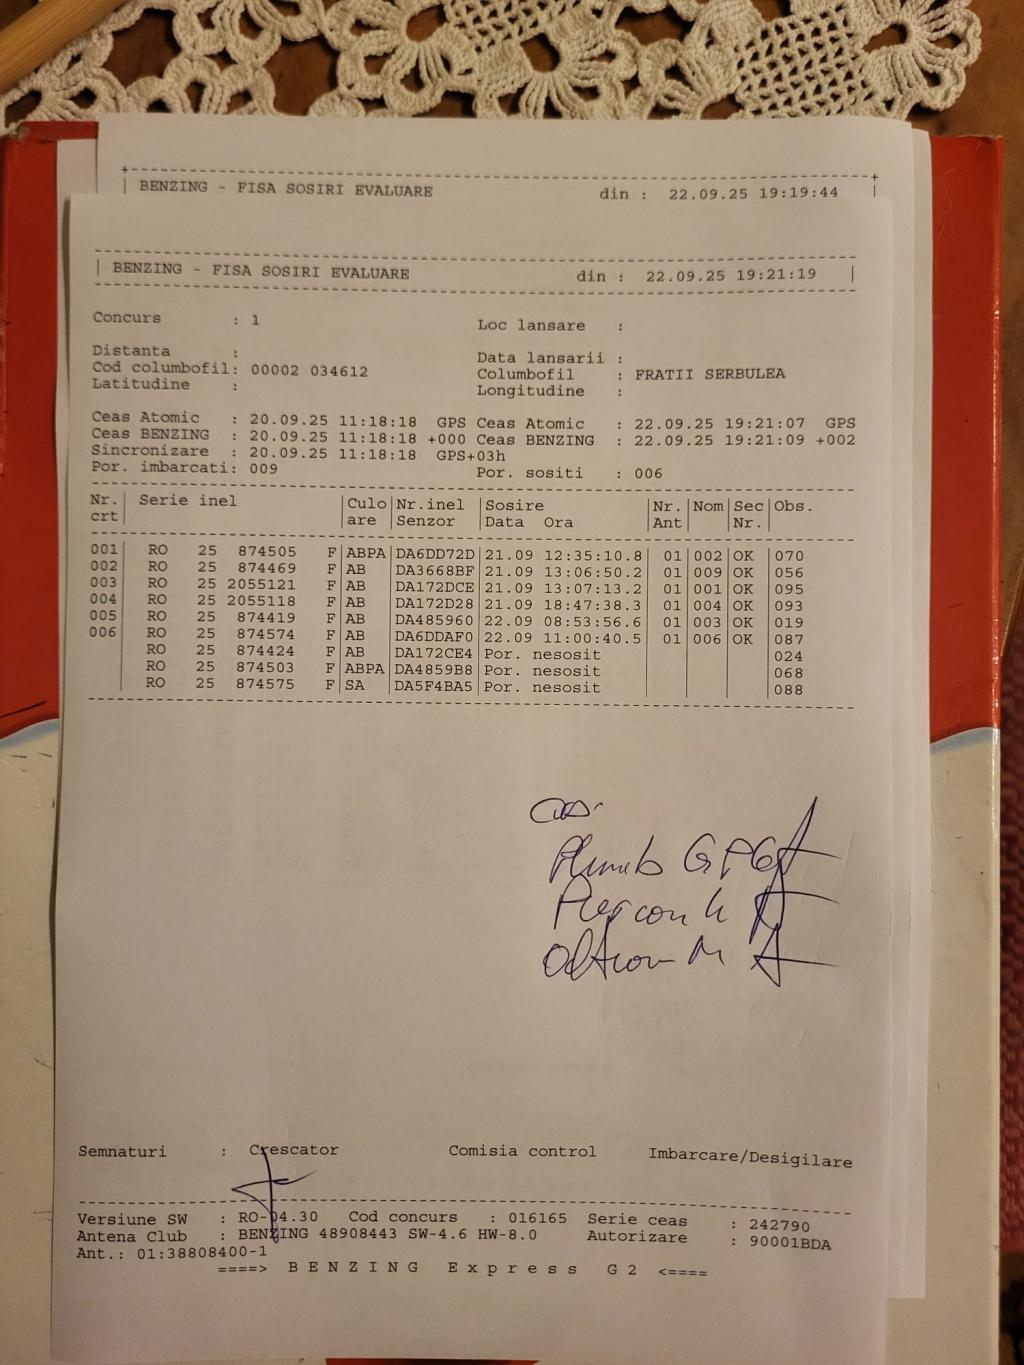 BENZING - FISA SOSIRI EVALUARE din : 22.09.25 19:19:44
BENZING - FISA SOSIRI EVALUARE din : 22.09.25 19:21:19
Concurs : 1 Loc lansare :
Distanta : Data lansarii :
Cod columbofil: 00002 034612 Columbofil : FRATII SERBULEA
Latitudine : Longitudine :
Ceas Atomic : 20.09.25 11:18:18 GPS Ceas Atomic : 22.09.25 19:21:07 GPS
Ceas BENZING : 20.09.25 11:18:18 +000 Ceas BENZING : 22.09.25 19:21:09 +002
Sincronizare : 20.09.25 11:18:18 GPS+03h
Por. imbarcati: 009 Por. sositi : 006
Nr. Serie inel Culo Nr.inel Sosire Nr. Nom Sec Obs.
crt are Senzor Data Ora Ant Nr.
001 RO 25 874505 F ABPA DA6DD72D 21.09 12:35:10.8 01 002 OK 070
002 RO 25 874469 F AB DA3668BF 21.09 13:06:50.2 01 009 OK 056
003 RO 25 2055121 F AB DA172DCE 21.09 13:07:13.2 01 001 OK 095
004 RO 25 2055118 F AB DA172D28 21.09 18:47:38.3 01 004 OK 093
005 RO 25 874419 F AB DA485960 22.09 08:53:56.6 01 003 OK 019
006 RO 25 874574 F AB DA6DDAF0 22.09 11:00:40.5 01 006 OK 087
RO 25 874424 F AB DA172CE4 Por. nesosit 024
RO 25 874503 F ABPA DA4859B8 Por. nesosit 068
RO 25 874575 F SA DA5F4BA5 Por. nesosit 088
Semnaturi : Crescator Comisia control Imbarcare/Desigilare
Versiune SW : RO-04.30 Cod concurs : 016165 Serie ceas : 242790
Antena Club : BENZING 48908443 SW-4.6 HW-8.0 Autorizare : 90001BDA
Ant.: 01:38808400-1
====> BENZING Express G2 <====